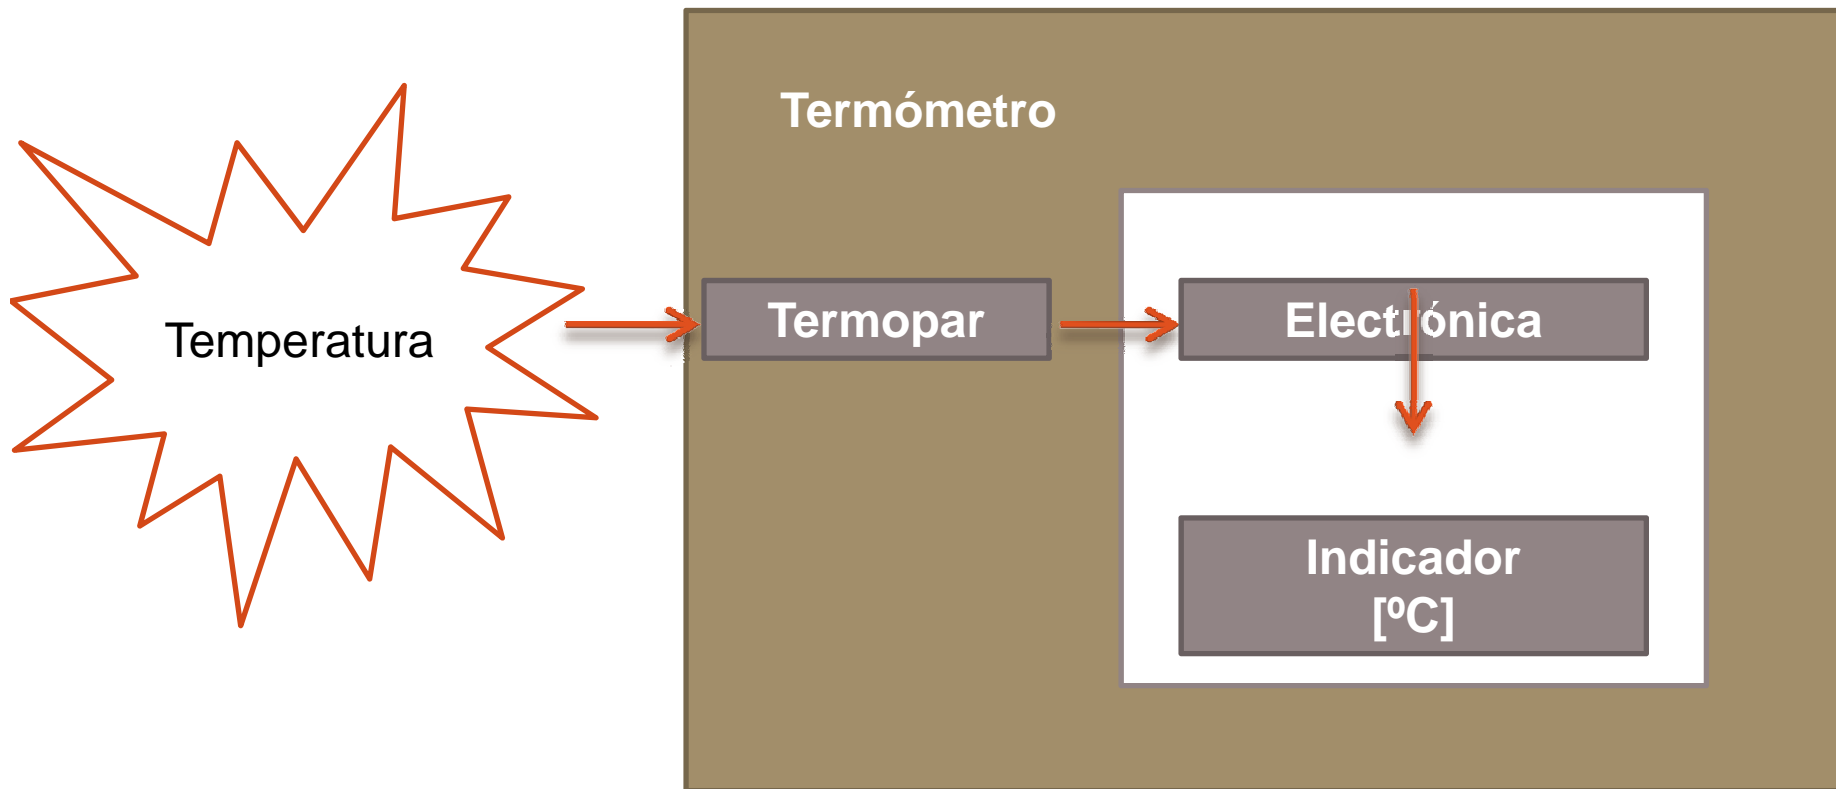 Termómetro
Temperatura
Termopar
Electrónica
Indicador
[ºC]